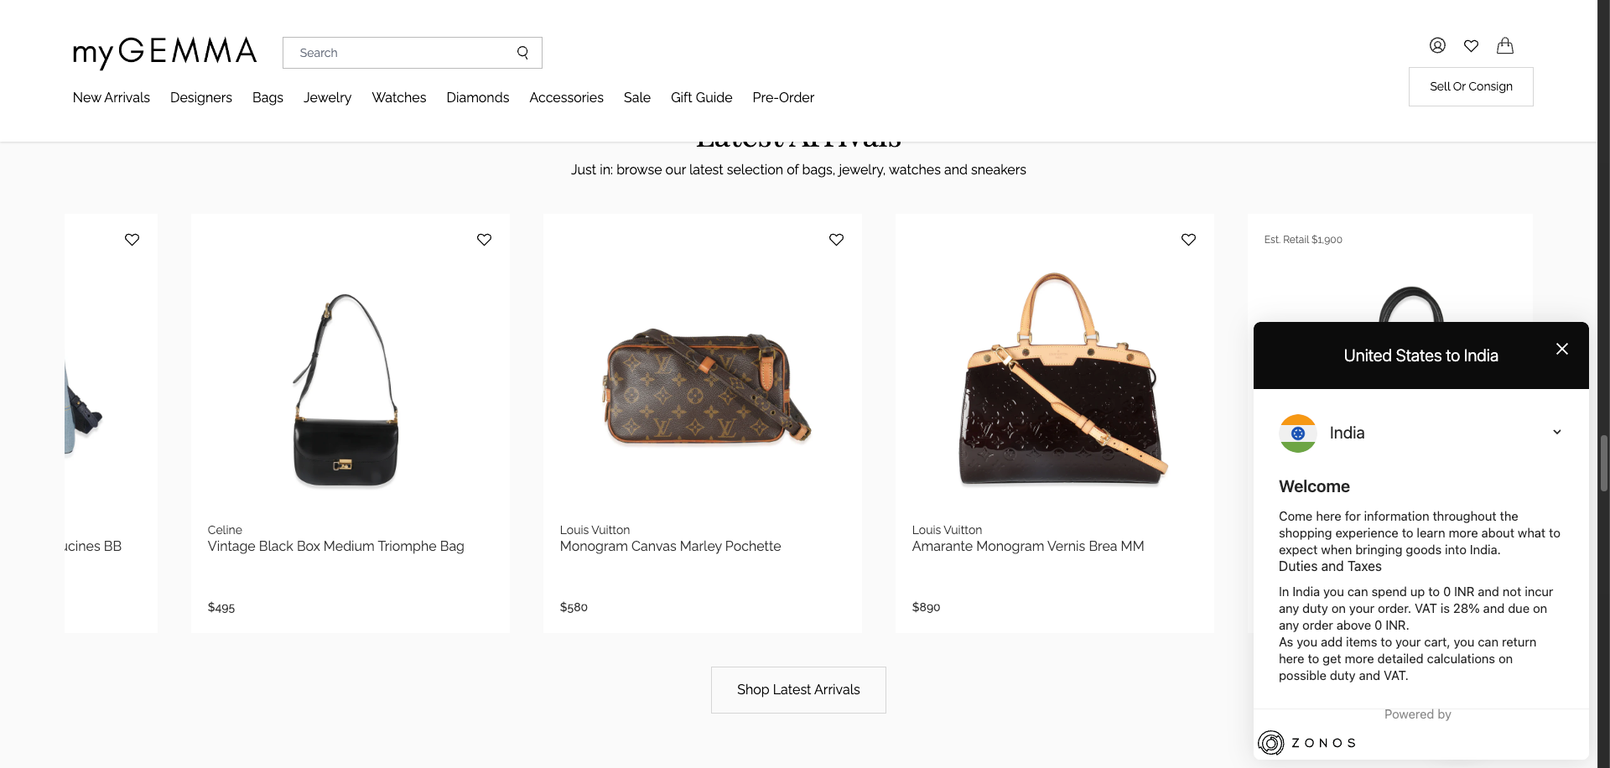 myGEMMA
Search
Sell Or Consign
New Arrivals Designers Bags Jewelry Watches Diamonds Accessories Sale Gift Guide Pre-Order
Latest Arrivals
Just in: browse our latest selection of bags, jewelry, watches and sneakers
ucines BB
Celine
Vintage Black Box Medium Triomphe Bag
$495
Louis Vuitton
Monogram Canvas Marley Pochette
$580
Louis Vuitton
Amarante Monogram Vernis Brea MM
$890
Est. Retail $1,900
Shop Latest Arrivals
United States to India
India
Welcome
Come here for information throughout the
shopping experience to learn more about what to
expect when bringing goods into India.
Duties and Taxes
In India you can spend up to 0 INR and not incur
any duty on your order. VAT is 28% and due on
any order above 0 INR.
As you add items to your cart, you can return
here to get more detailed calculations on
possible duty and VAT.
Powered by
ZONOS